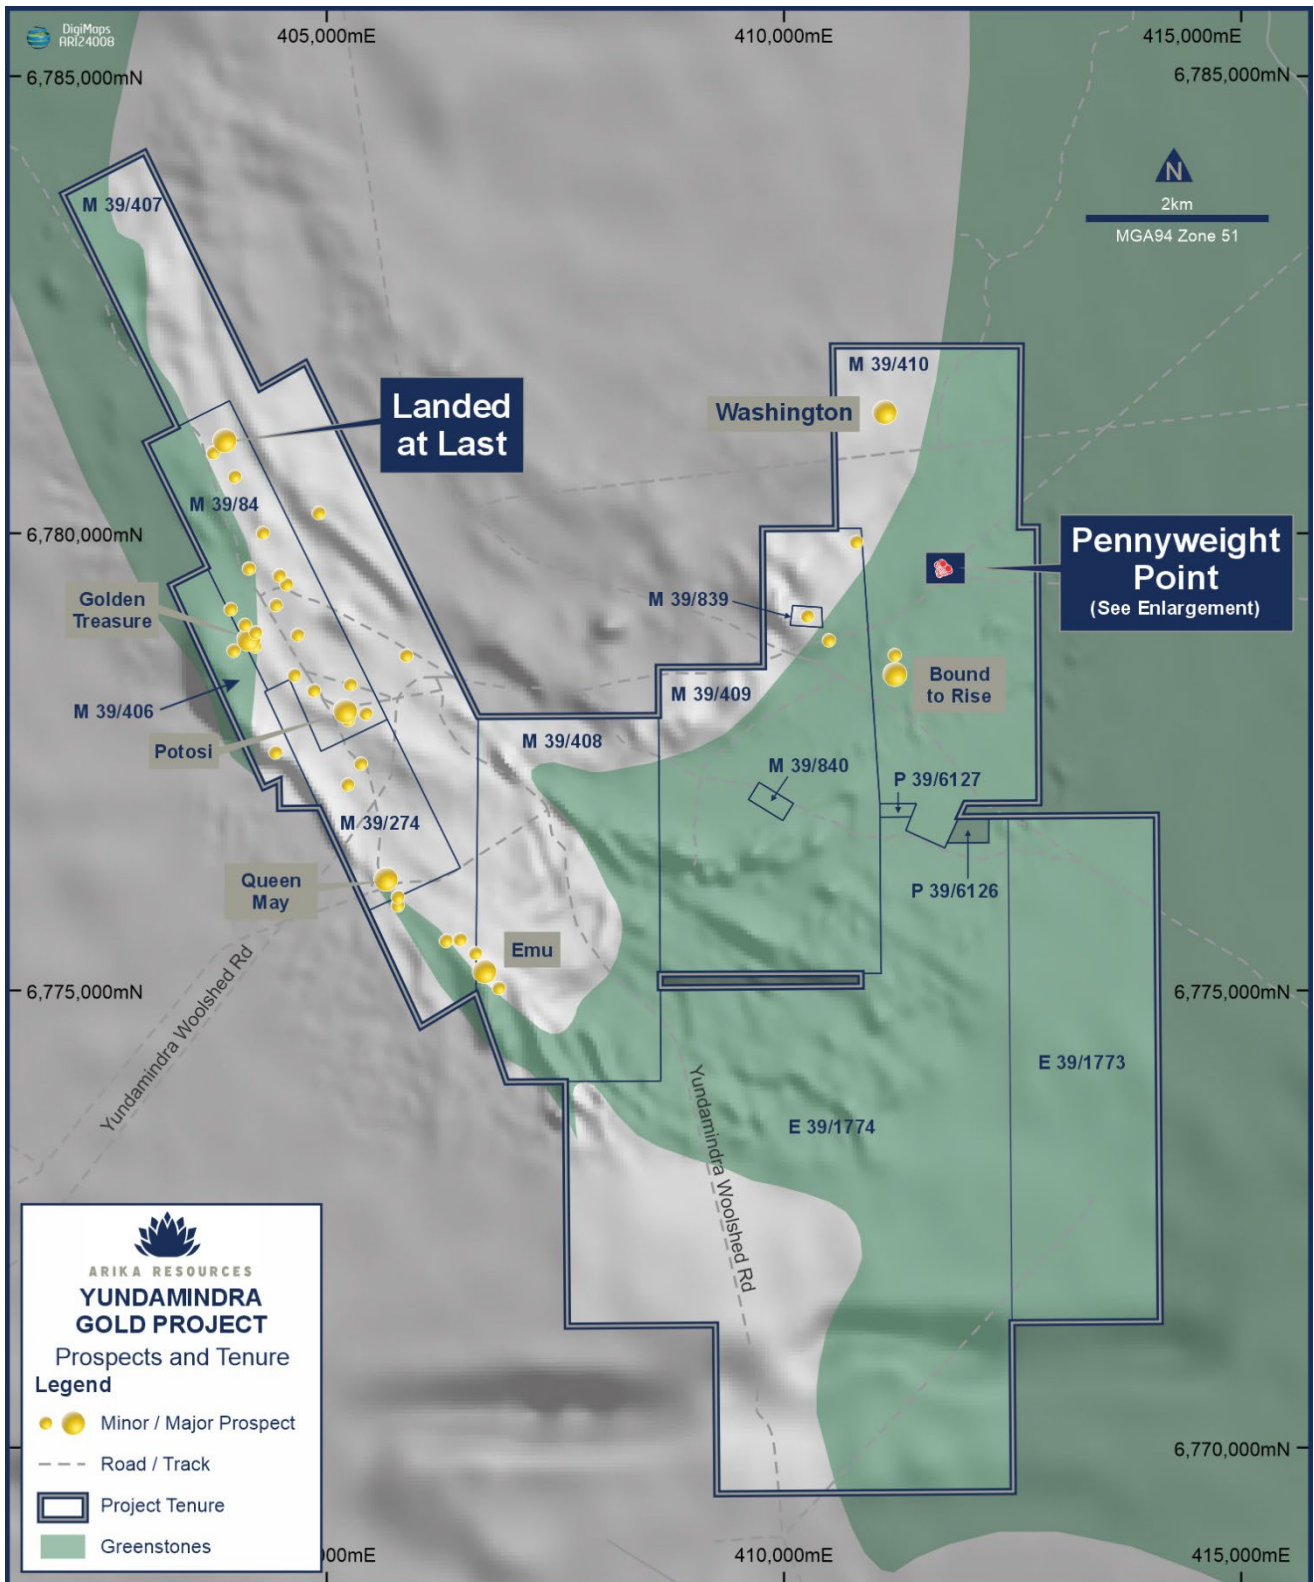 DigiMaps
ARI24008
405,000mE
410,000mE
415,000mE
6,785,000mN
6,785,000mN
N
2km
MGA94 Zone 51
M 39/407
M 39/410
Landed
at Last
Washington
M 39/84
6,780,000mN
6,780,000mN
Pennyweight
Point
(See Enlargement)
Golden
Treasure
M 39/839
Bound
to Rise
M 39/409
M 39/406
Potosi
M 39/408
M 39/840
P 39/6127
M 39/274
Queen
May
P 39/6126
Emu
6,775,000mN
6,775,000mN
Yundamindra Woolshed Rd
E 39/1773
E 39/1774
Yundamindra Woolshed Rd
ARIKA RESOURCES
YUNDAMINDRA
GOLD PROJECT
Prospects and Tenure
Legend
Minor / Major Prospect
Road / Track
Project Tenure
Greenstones
6,770,000mN
00mE
410,000mE
415,000mE